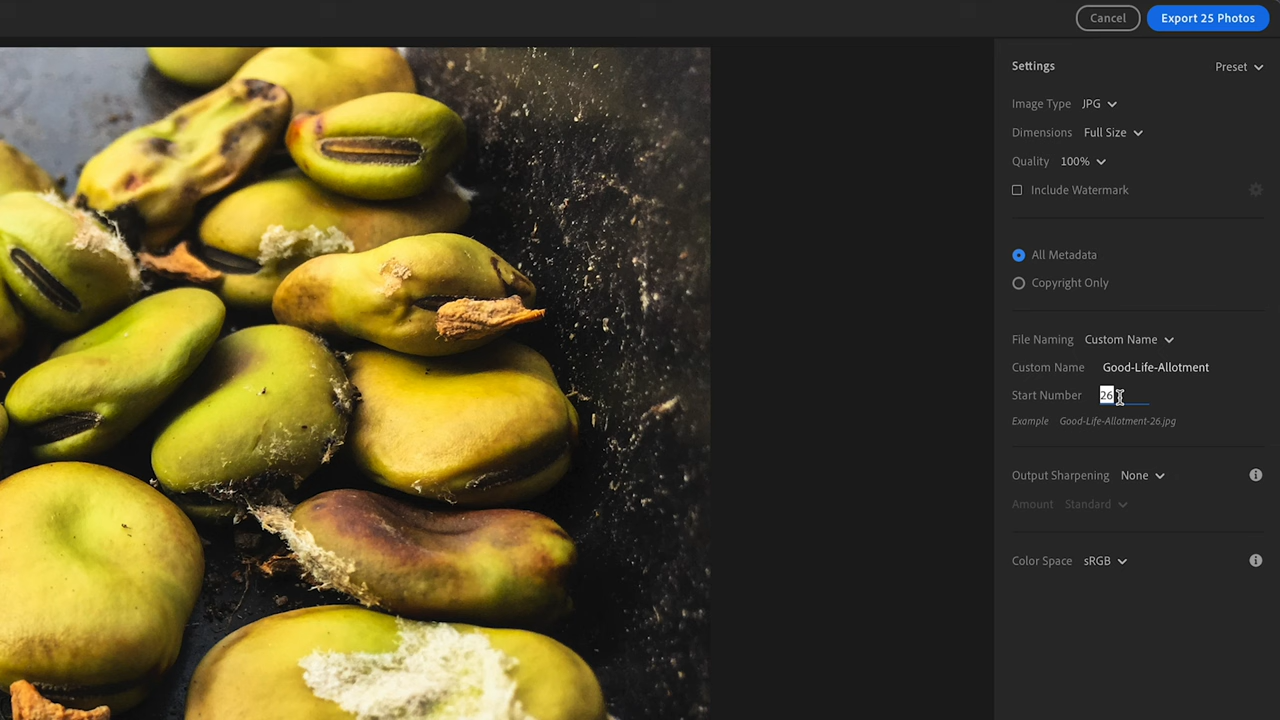 Cancel Export 25 Photos
Settings Preset
Image Type JPG
Dimensions Full Size
Quality 100%
Include Watermark
All Metadata
Copyright Only
File Naming Custom Name
Custom Name Good-Life-Allotment
Start Number 26
Example Good-Life-Allotment-26.jpg
Output Sharpening None
Amount Standard
Color Space sRGB